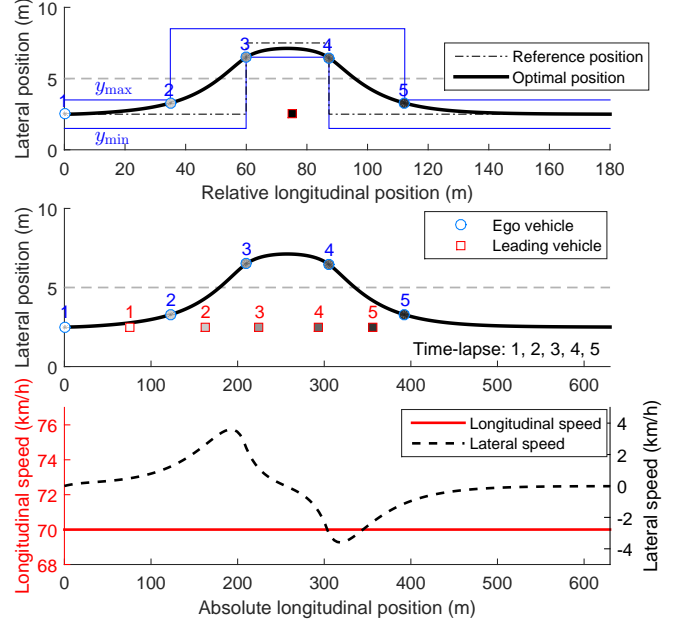 10
5
0
Lateral position (m)
y_max
y_min
1
2
3
4
5
Reference position
Optimal position
0 20 40 60 80 100 120 140 160 180
Relative longitudinal position (m)
10
5
0
Lateral position (m)
1
2
3
4
5
1 2 3 4 5
Ego vehicle
Leading vehicle
Time-lapse: 1, 2, 3, 4, 5
0 100 200 300 400 500 600
76
74
72
70
68
Longitudinal speed (km/h)
Longitudinal speed
Lateral speed
4
2
0
-2
-4
Lateral speed (km/h)
0 100 200 300 400 500 600
Absolute longitudinal position (m)